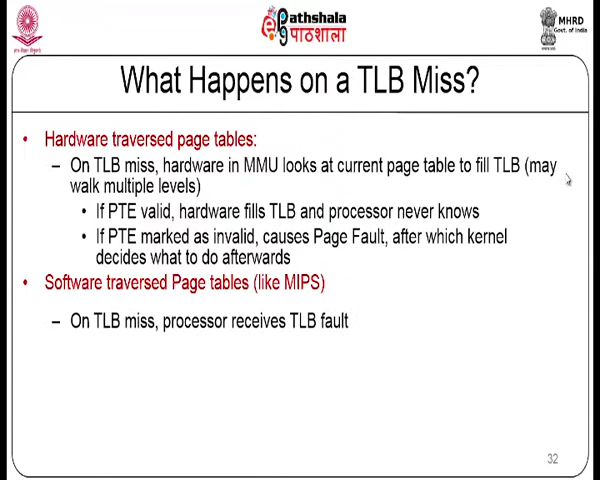 Pathshala
पाठशाला
MHRD
Govt. of India
What Happens on a TLB Miss?
• Hardware traversed page tables:
– On TLB miss, hardware in MMU looks at current page table to fill TLB (may
walk multiple levels)
• If PTE valid, hardware fills TLB and processor never knows
• If PTE marked as invalid, causes Page Fault, after which kernel
decides what to do afterwards
• Software traversed Page tables (like MIPS)
– On TLB miss, processor receives TLB fault
32